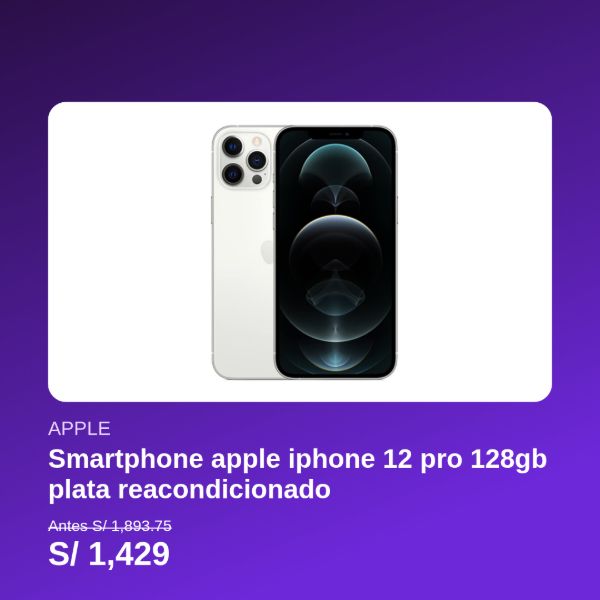 APPLE
Smartphone apple iphone 12 pro 128gb
plata reacondicionado
Antes S/ 1,893.75
S/ 1,429